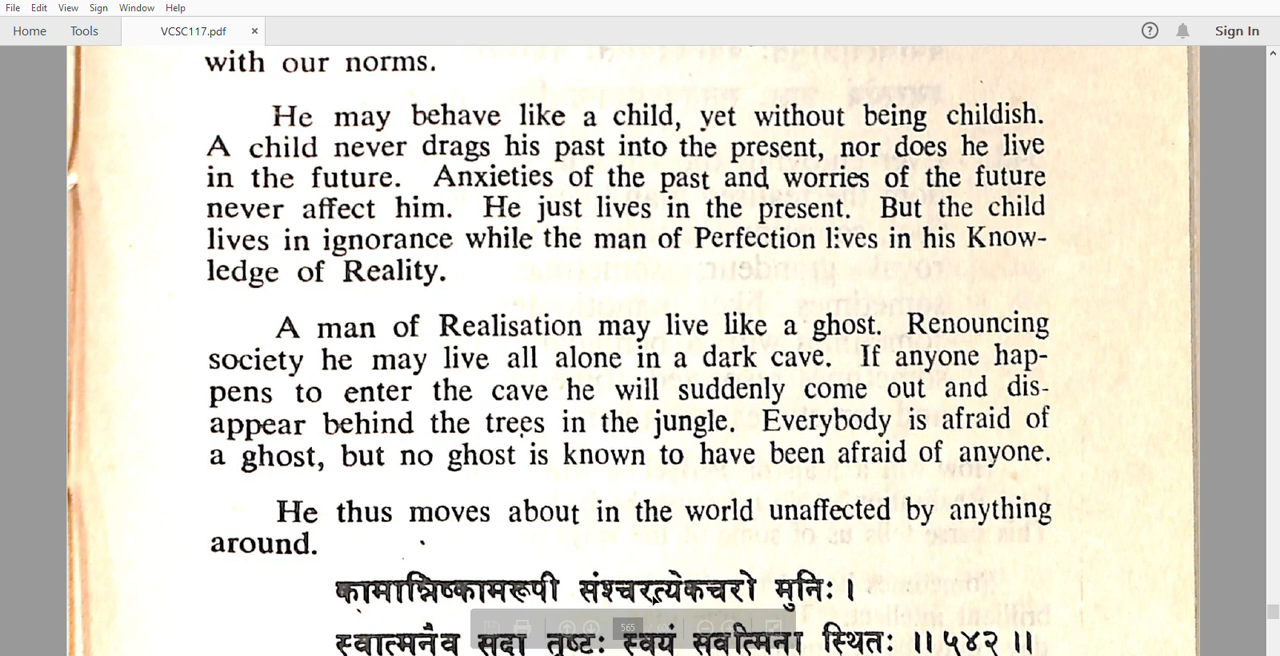 File Edit View Sign Window Help
Home Tools VCSC117.pdf × Sign In
with our norms.
He may behave like a child, yet without being childish.
A child never drags his past into the present, nor does he live
in the future. Anxieties of the past and worries of the future
never affect him. He just lives in the present. But the child
lives in ignorance while the man of Perfection lives in his Know-
ledge of Reality.
A man of Realisation may live like a ghost. Renouncing
society he may live all alone in a dark cave. If anyone hap-
pens to enter the cave he will suddenly come out and dis-
appear behind the trees in the jungle. Everybody is afraid of
a ghost, but no ghost is known to have been afraid of anyone.
He thus moves about in the world unaffected by anything
around.
कामान्निष्कामरूपी संश्चरत्येकचरो मुनिः ।
565
स्वात्मनैव सदा तुष्टः स्वयं सर्वात्मना स्थितः ॥ ५४२ ॥